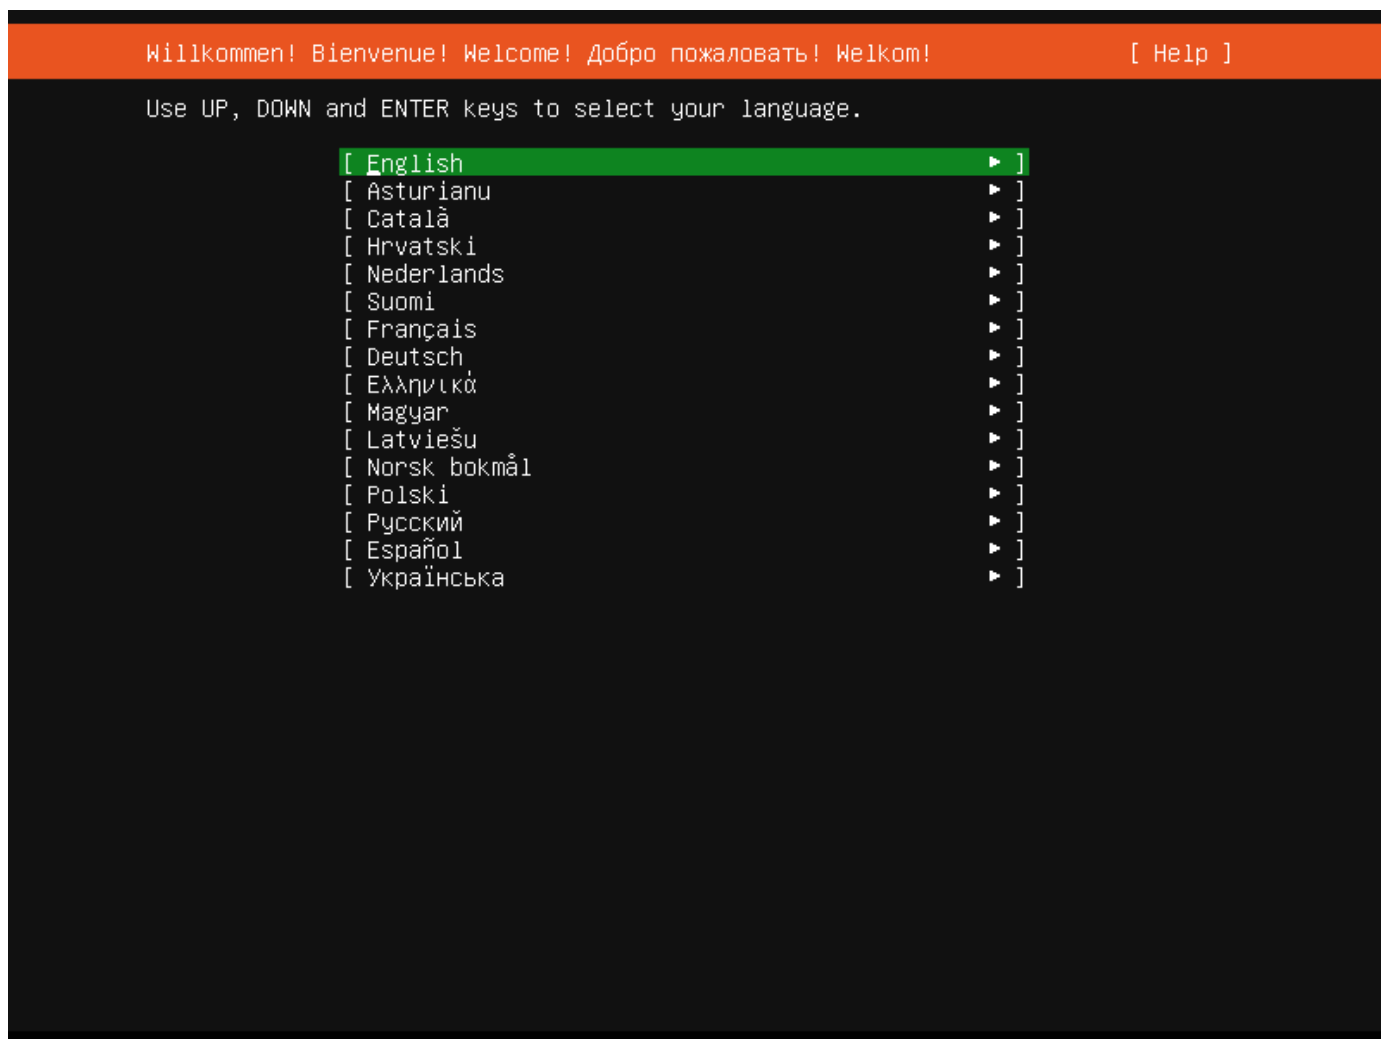 Willkommen! Bienvenue! Welcome! Добро пожаловать! Welkom! [ Help ]
Use UP, DOWN and ENTER keys to select your language.
[ English ► ]
[ Asturianu ► ]
[ Català ► ]
[ Hrvatski ► ]
[ Nederlands ► ]
[ Suomi ► ]
[ Français ► ]
[ Deutsch ► ]
[ Ελληνικά ► ]
[ Magyar ► ]
[ Latviešu ► ]
[ Norsk bokmål ► ]
[ Polski ► ]
[ Русский ► ]
[ Español ► ]
[ Українська ► ]